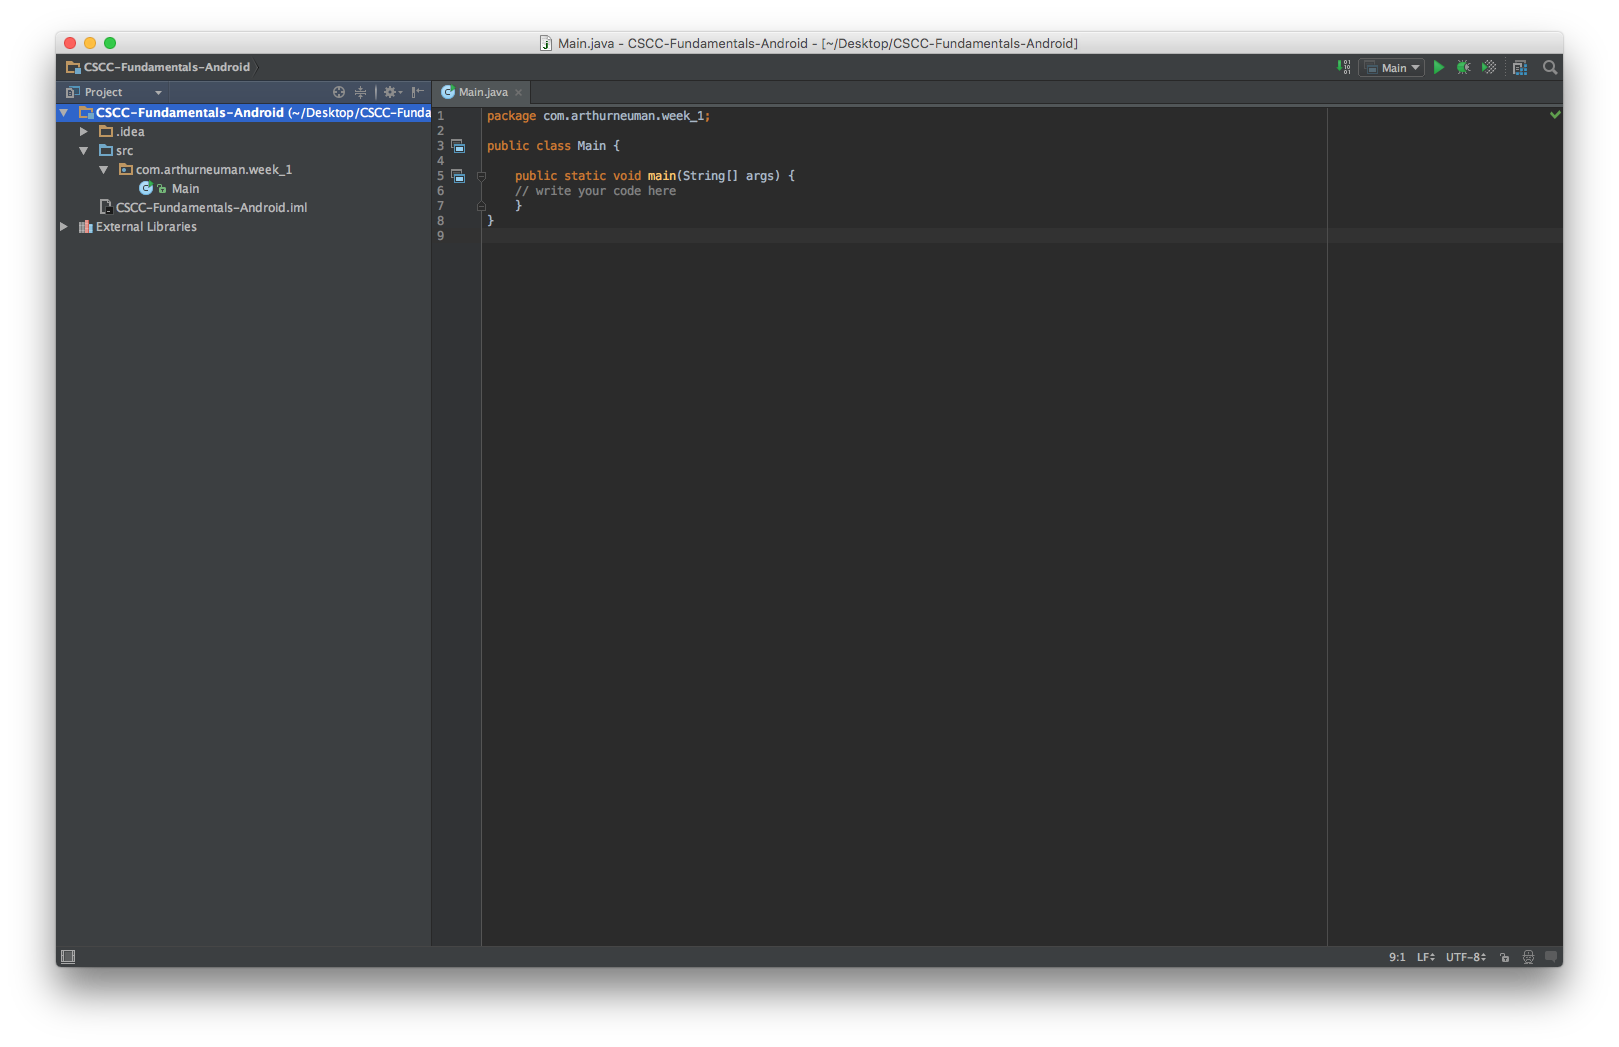 Main.java - CSCC-Fundamentals-Android - [~/Desktop/CSCC-Fundamentals-Android]
CSCC-Fundamentals-Android
Main
Project
Main.java
CSCC-Fundamentals-Android (~/Desktop/CSCC-Funda
.idea
src
com.arthurneuman.week_1
Main
CSCC-Fundamentals-Android.iml
External Libraries
1 package com.arthurneuman.week_1;
2
3 public class Main {
4
5 public static void main(String[] args) {
6 // write your code here
7 }
8 }
9
9:1 LF UTF-8